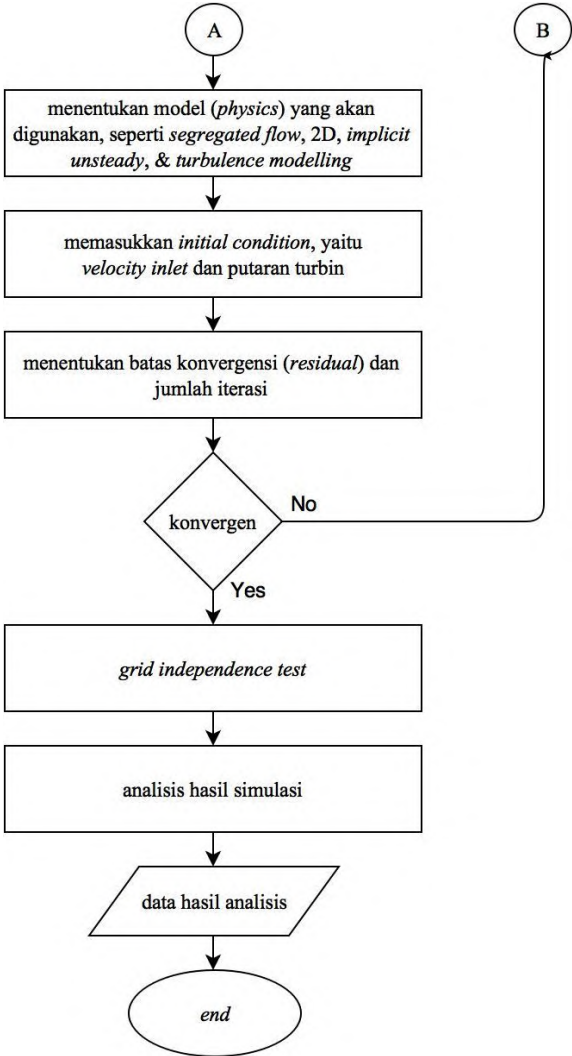 A
B
menentukan model (physics) yang akan
digunakan, seperti segregated flow, 2D, implicit
unsteady, & turbulence modelling
memasukkan initial condition, yaitu
velocity inlet dan putaran turbin
menentukan batas konvergensi (residual) dan
jumlah iterasi
konvergen
No
Yes
grid independence test
analisis hasil simulasi
data hasil analisis
end